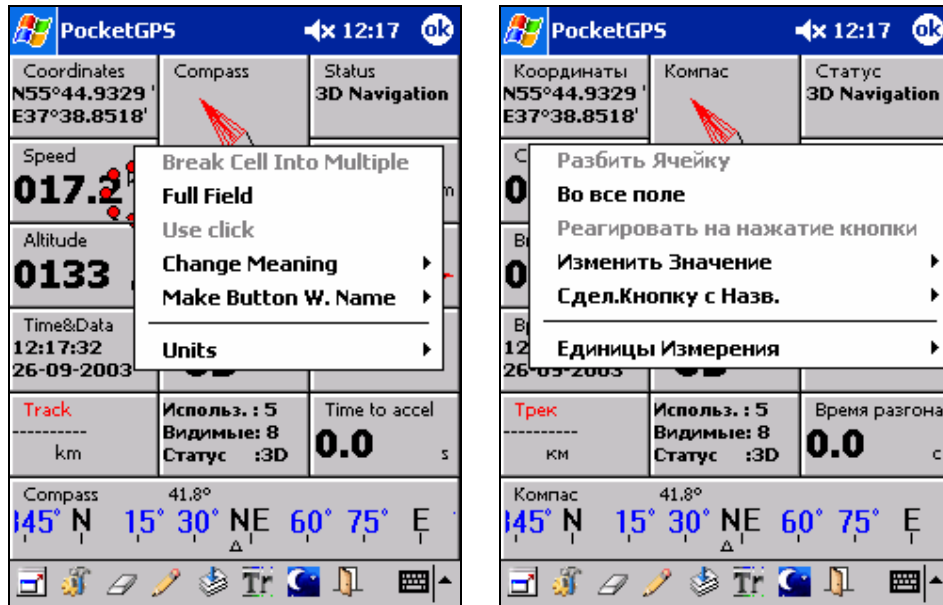 PocketGPS 12:17 ok
Coordinates
N55°44.9329 '
E37°38.8518'
Compass
Status
3D Navigation
Speed
017.2
m
Break Cell Into Multiple
Full Field
Use click
Change Meaning
Make Button W. Name
Units
Altitude
0133
Time&Data
12:17:32
26-09-2003
Track
----------
km
Использ. : 5
Видимые: 8
Статус :3D
Time to accel
0.0 s
Compass
41.8°
345° N 15° 30° NE 60° 75° E
Tr
PocketGPS 12:17 ok
Координаты
N55°44.9329 '
E37°38.8518'
Компас
Статус
3D Navigation
Разбить Ячейку
Во все поле
Реагировать на нажатие кнопки
Изменить Значение
Сдел.Кнопку с Назв.
Единицы Измерения
12
26-09-2003
Трек
----------
км
Использ. : 5
Видимые: 8
Статус :3D
Время разгона
0.0 с
Компас
41.8°
345° N 15° 30° NE 60° 75° E
Tr